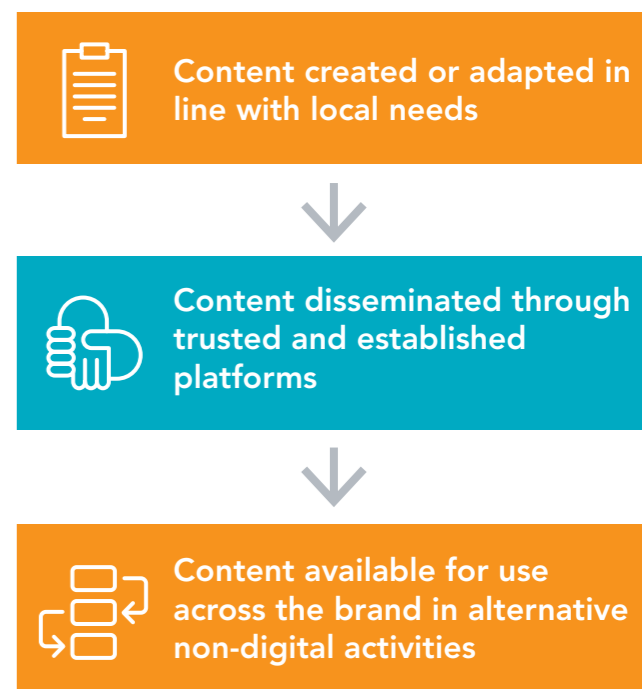 Content created or adapted in
line with local needs
Content disseminated through
trusted and established
platforms
Content available for use
across the brand in alternative
non-digital activities